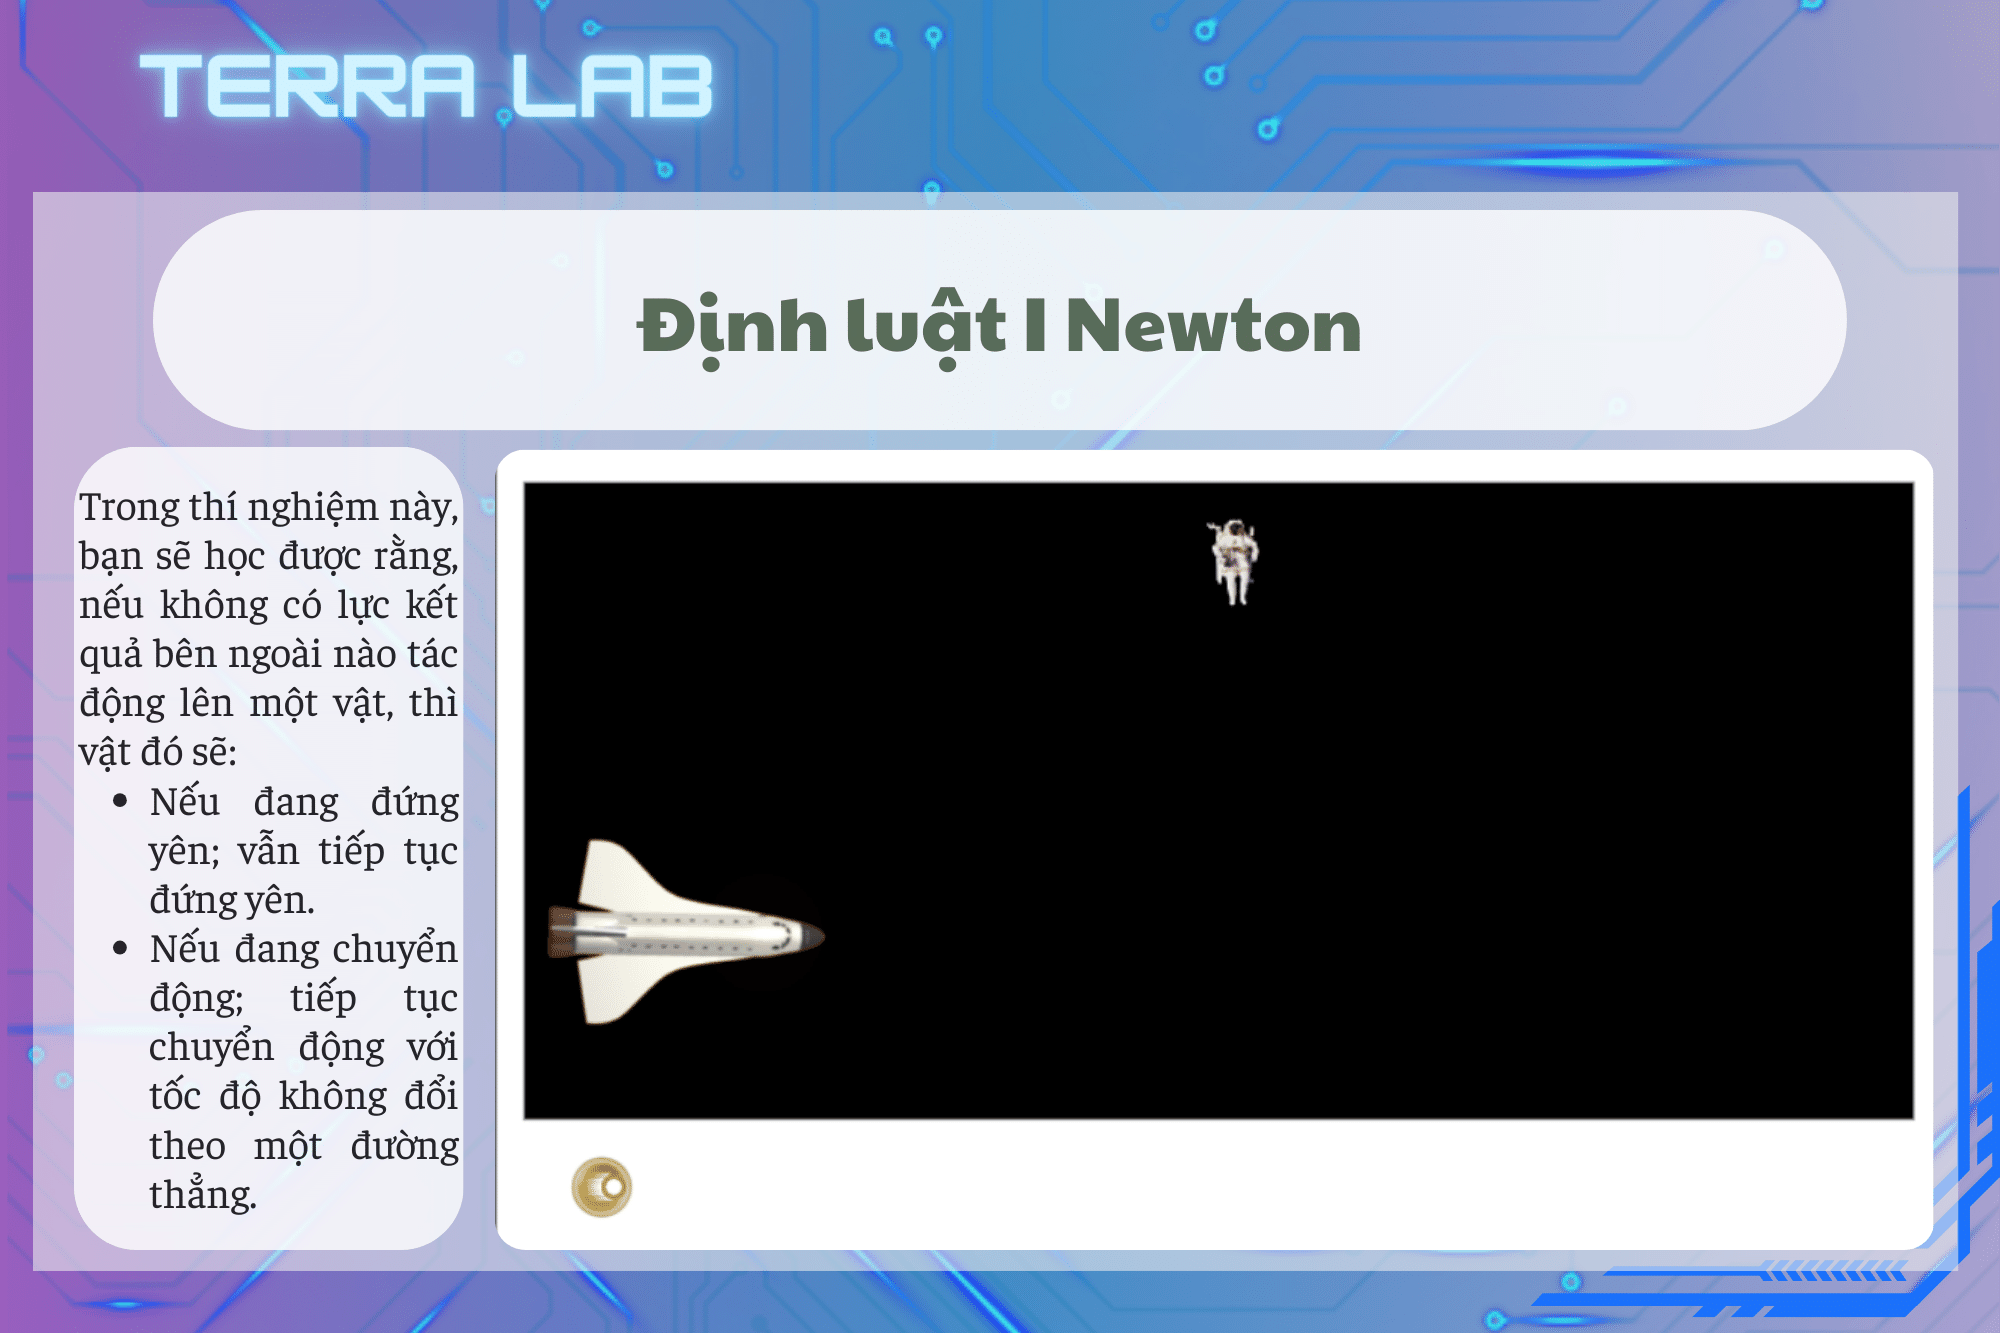 TERRA LAB
Định luật I Newton
Trong thí nghiệm này,
bạn sẽ học được rằng,
nếu không có lực kết
quả bên ngoài nào tác
động lên một vật, thì
vật đó sẽ:
• Nếu đang đứng
yên; vẫn tiếp tục
đứng yên.
• Nếu đang chuyển
động; tiếp tục
chuyển động với
tốc độ không đổi
theo một đường
thẳng.